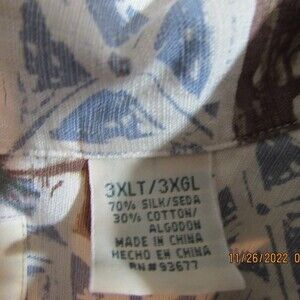 3XLT/3XGL
70% SILK/SEDA
30% COTTON/
ALGODON
MADE IN CHINA
HECHO EN CHINA
RN#93677
11/26/2022 0